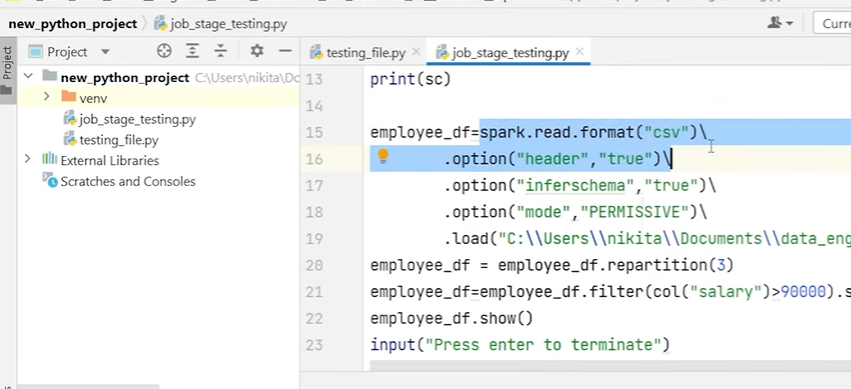 new_python_project
job_stage_testing.py
Curre
Project
Project
new_python_project C:\Users\nikita\Do
venv
job_stage_testing.py
testing_file.py
External Libraries
Scratches and Consoles
testing_file.py
job_stage_testing.py
13 print(sc)
14
15 employee_df=spark.read.format("csv")\
16 .option("header","true")\
17 .option("inferschema","true")\
18 .option("mode","PERMISSIVE")\
19 .load("C:\\Users\\nikita\\Documents\\data_eng
20 employee_df = employee_df.repartition(3)
21 employee_df=employee_df.filter(col("salary")>90000).s
22 employee_df.show()
23 input("Press enter to terminate")